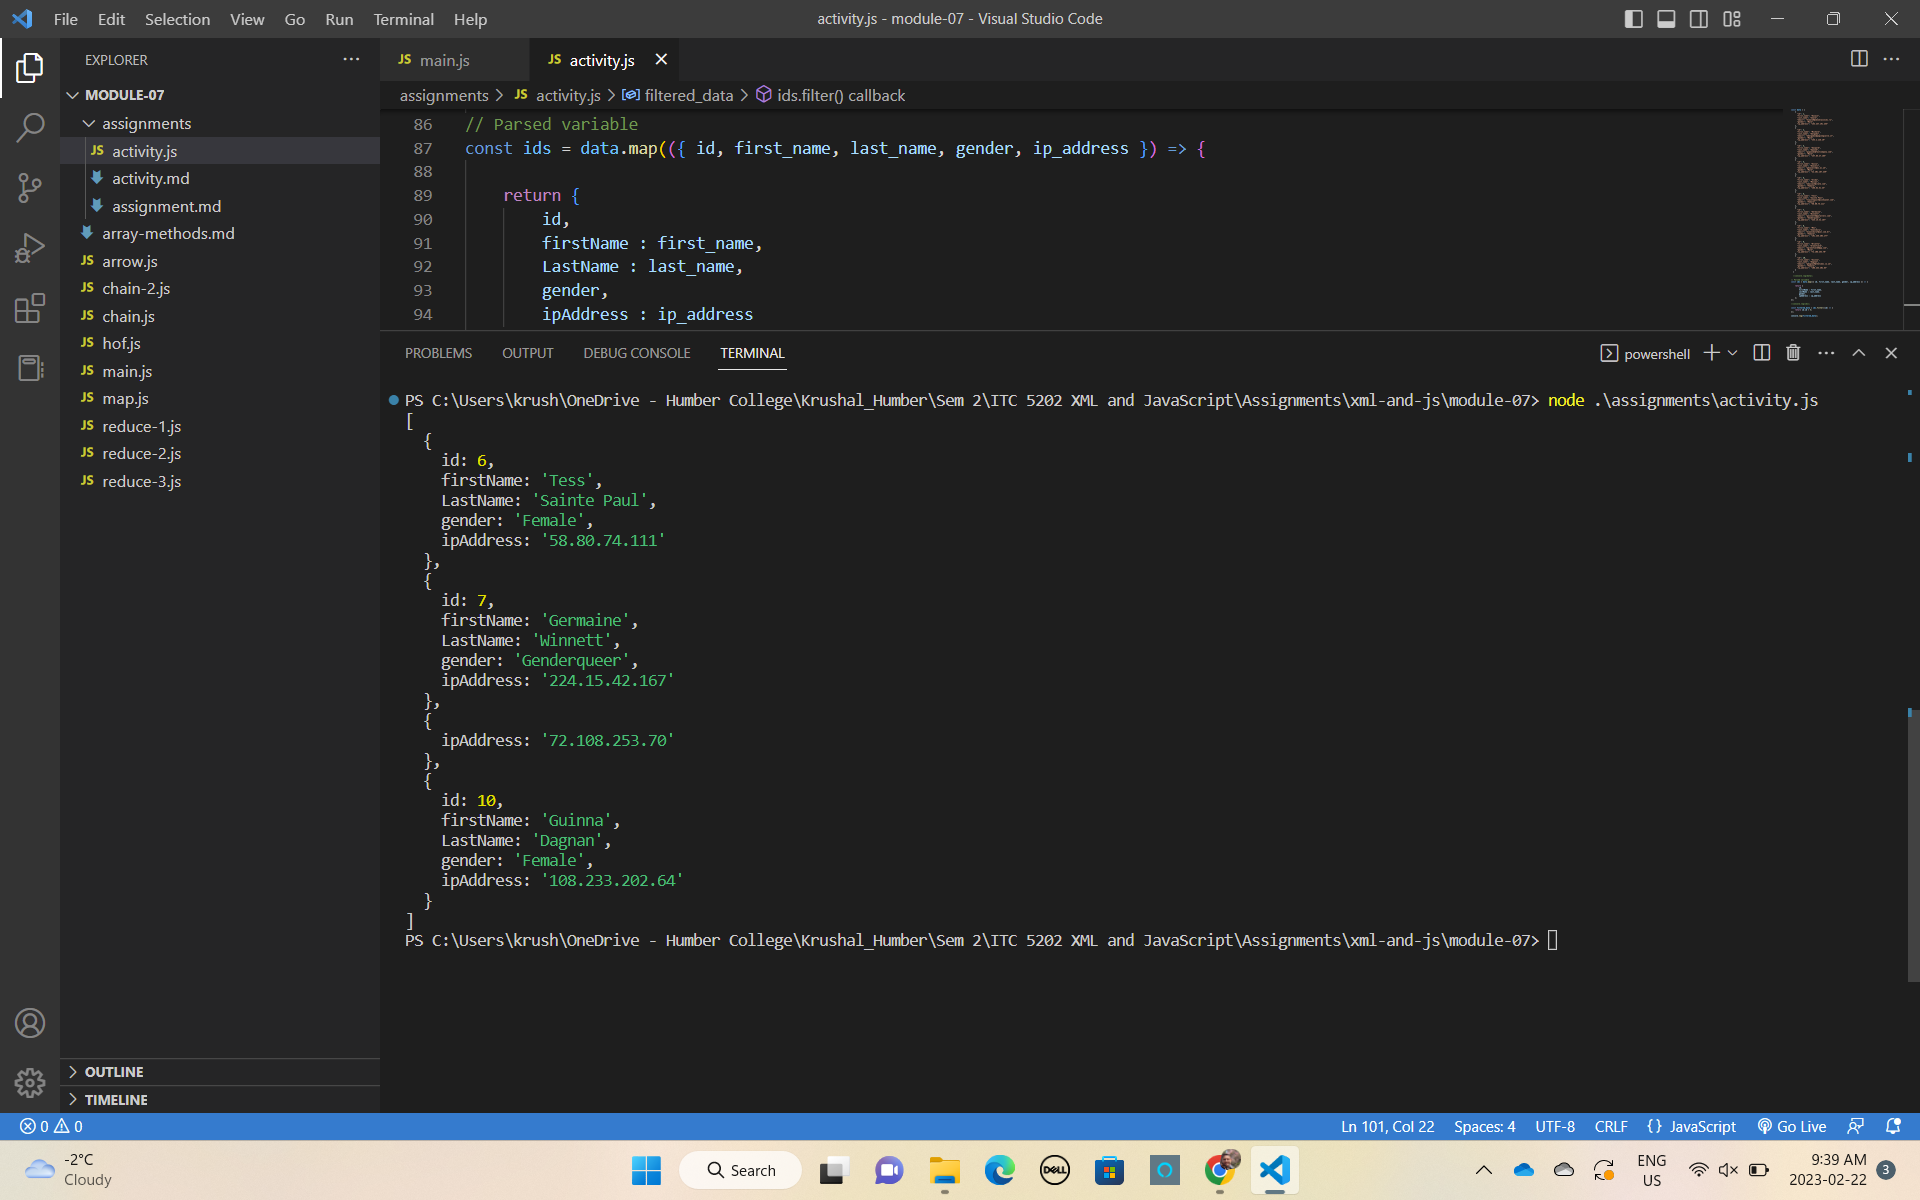 File Edit Selection View Go Run Terminal Help
activity.js - module-07 - Visual Studio Code
EXPLORER
MODULE-07
assignments
JS activity.js
activity.md
assignment.md
array-methods.md
JS arrow.js
JS chain-2.js
JS chain.js
JS hof.js
JS main.js
JS map.js
JS reduce-1.js
JS reduce-2.js
JS reduce-3.js
OUTLINE
TIMELINE
JS main.js JS activity.js
assignments > JS activity.js > filtered_data > ids.filter() callback
86 // Parsed variable
87 const ids = data.map(({ id, first_name, last_name, gender, ip_address }) => {
88
89 return {
90 id,
91 firstName : first_name,
92 LastName : last_name,
93 gender,
94 ipAddress : ip_address
PROBLEMS OUTPUT DEBUG CONSOLE TERMINAL
powershell
PS C:\Users\krush\OneDrive - Humber College\Krushal_Humber\Sem 2\ITC 5202 XML and JavaScript\Assignments\xml-and-js\module-07> node .\assignments\activity.js
[
{
id: 6,
firstName: 'Tess',
LastName: 'Sainte Paul',
gender: 'Female',
ipAddress: '58.80.74.111'
},
{
id: 7,
firstName: 'Germaine',
LastName: 'Winnett',
gender: 'Genderqueer',
ipAddress: '224.15.42.167'
},
{
ipAddress: '72.108.253.70'
},
{
id: 10,
firstName: 'Guinna',
LastName: 'Dagnan',
gender: 'Female',
ipAddress: '108.233.202.64'
}
]
PS C:\Users\krush\OneDrive - Humber College\Krushal_Humber\Sem 2\ITC 5202 XML and JavaScript\Assignments\xml-and-js\module-07>
0 0
Ln 101, Col 22 Spaces: 4 UTF-8 CRLF {} JavaScript Go Live
-2°C
Cloudy
Search
DELL
ENG
US
9:39 AM
2023-02-22
3